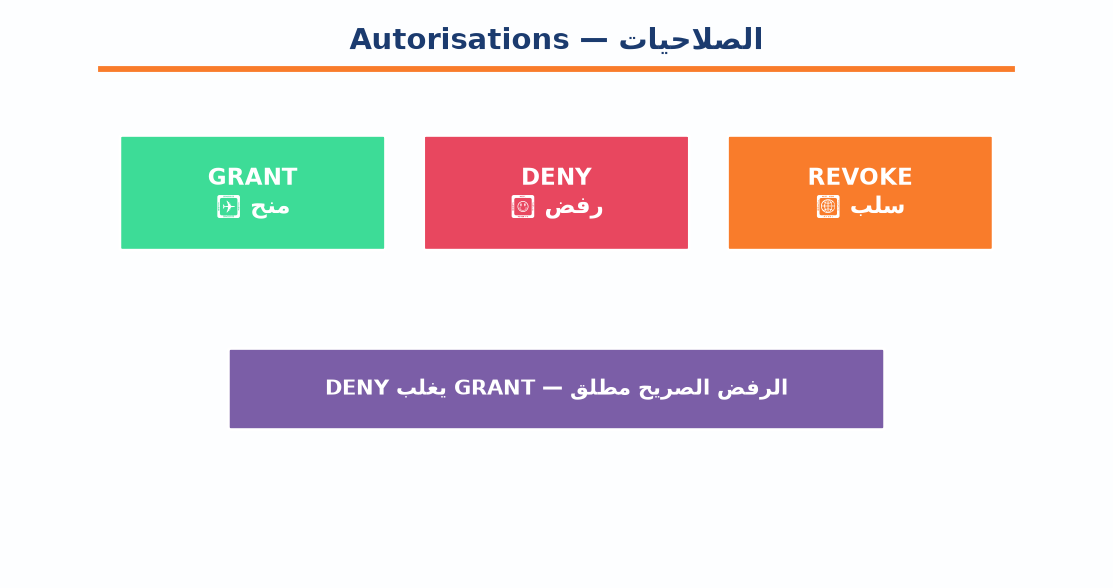 Autorisations — الصلاحيات
GRANT
منح
DENY
رفض
REVOKE
سلب
DENY يغلب GRANT — الرفض الصريح مطلق